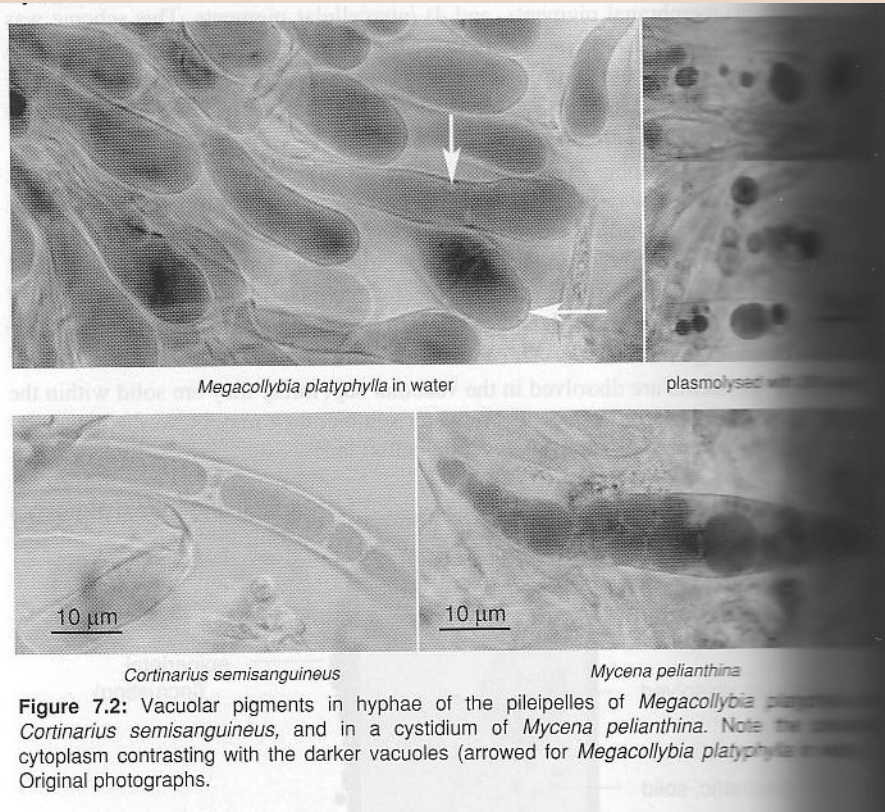 Megacollybia platyphylla in water
plasmolysed
10 µm
10 µm
Cortinarius semisanguineus
Mycena pelianthina
Figure 7.2: Vacuolar pigments in hyphae of the pileipelles of Megacollybia
Cortinarius semisanguineus, and in a cystidium of Mycena pelianthina. Note the
cytoplasm contrasting with the darker vacuoles (arrowed for Megacollybia platyphylla
Original photographs.